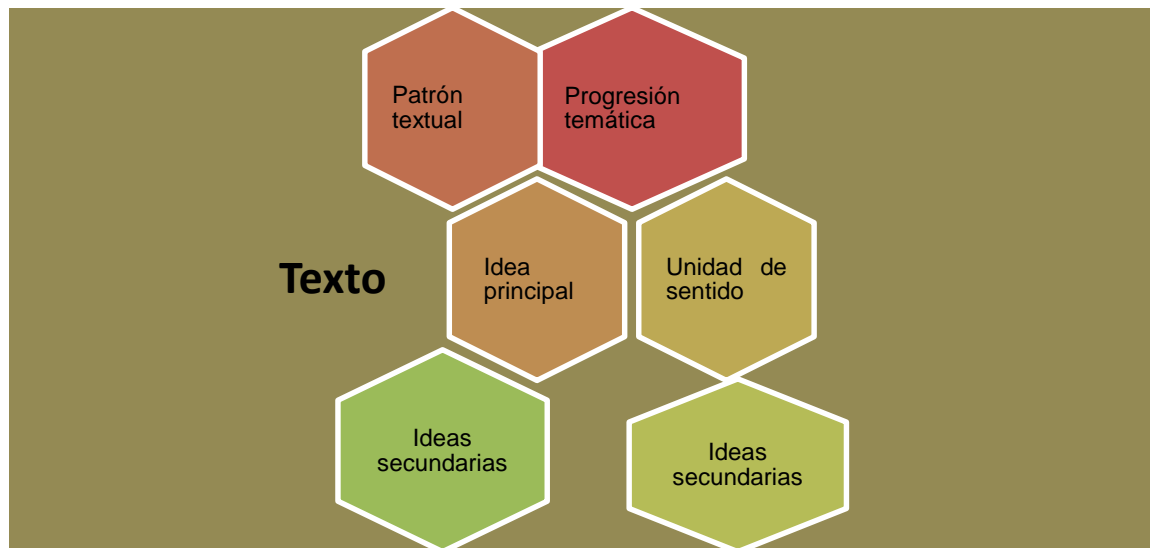 Patrón
textual
Progresión
temática
Texto
Idea
principal
Unidad de
sentido
Ideas
secundarias
Ideas
secundarias